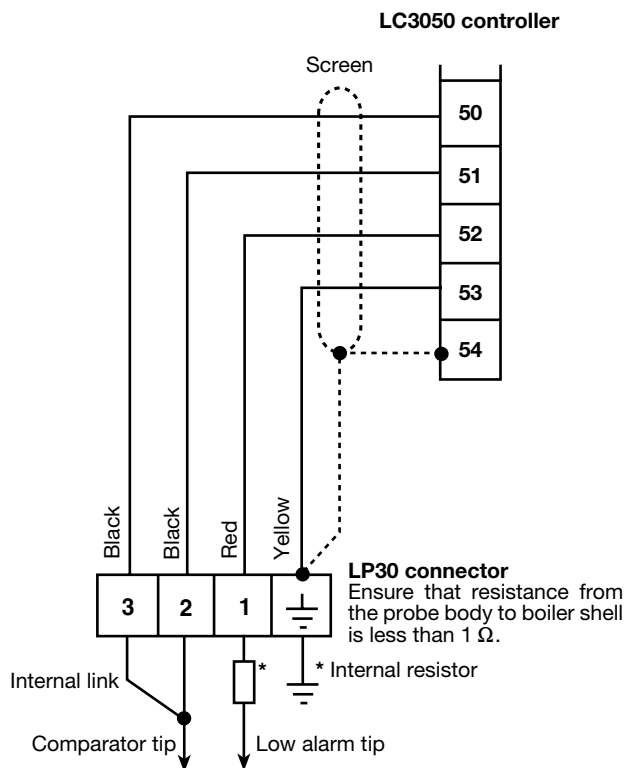 LC3050 controller
Screen
50
51
52
53
54
Black
Black
Red
Yellow
LP30 connector
Ensure that resistance from
the probe body to boiler shell
is less than 1 Ω.
3
2
1
*
* Internal resistor
Internal link
Comparator tip
Low alarm tip